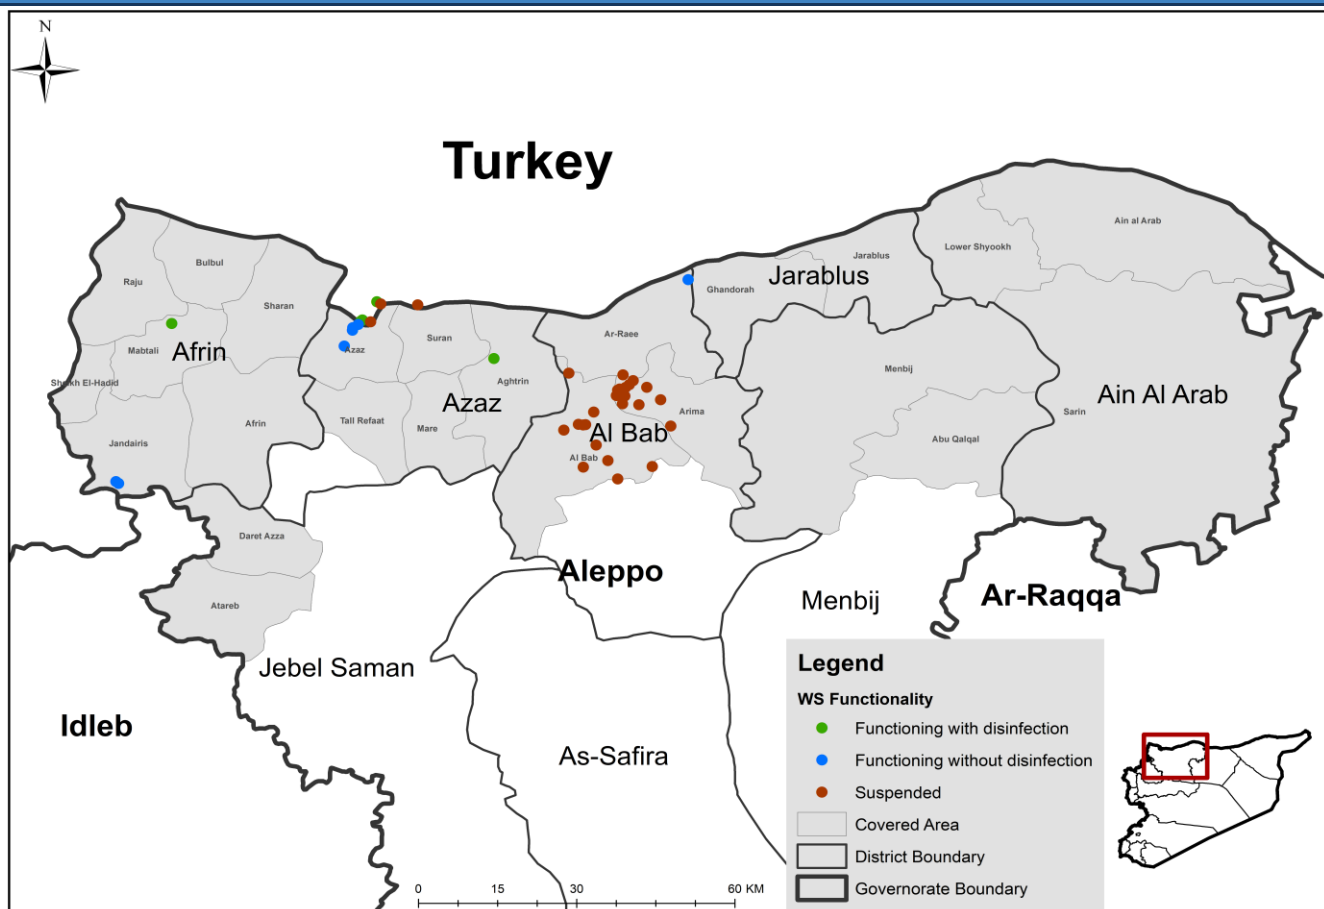 N
Turkey
Ain al Arab
Lower Shyookh
Jarablus
Bulbul
Raju
Jarablus
Ghandorah
Sharan
Ar-Raee
Suran
Mabtali
Afrin
Azaz
Menbij
Aghtrin
Sheikh El-Hadid
Ain Al Arab
Azaz
Arima
Sarin
Tall Refaat
Mare
Afrin
Al Bab
Abu Qalqal
Jandairis
Al Bab
Daret Azza
Aleppo
Ar-Raqqa
Menbij
Atareb
Jebel Saman
Idleb
As-Safira
Legend
WS Functionality
Functioning with disinfection
Functioning without disinfection
Suspended
Covered Area
District Boundary
Governorate Boundary
0 15 30 60 KM